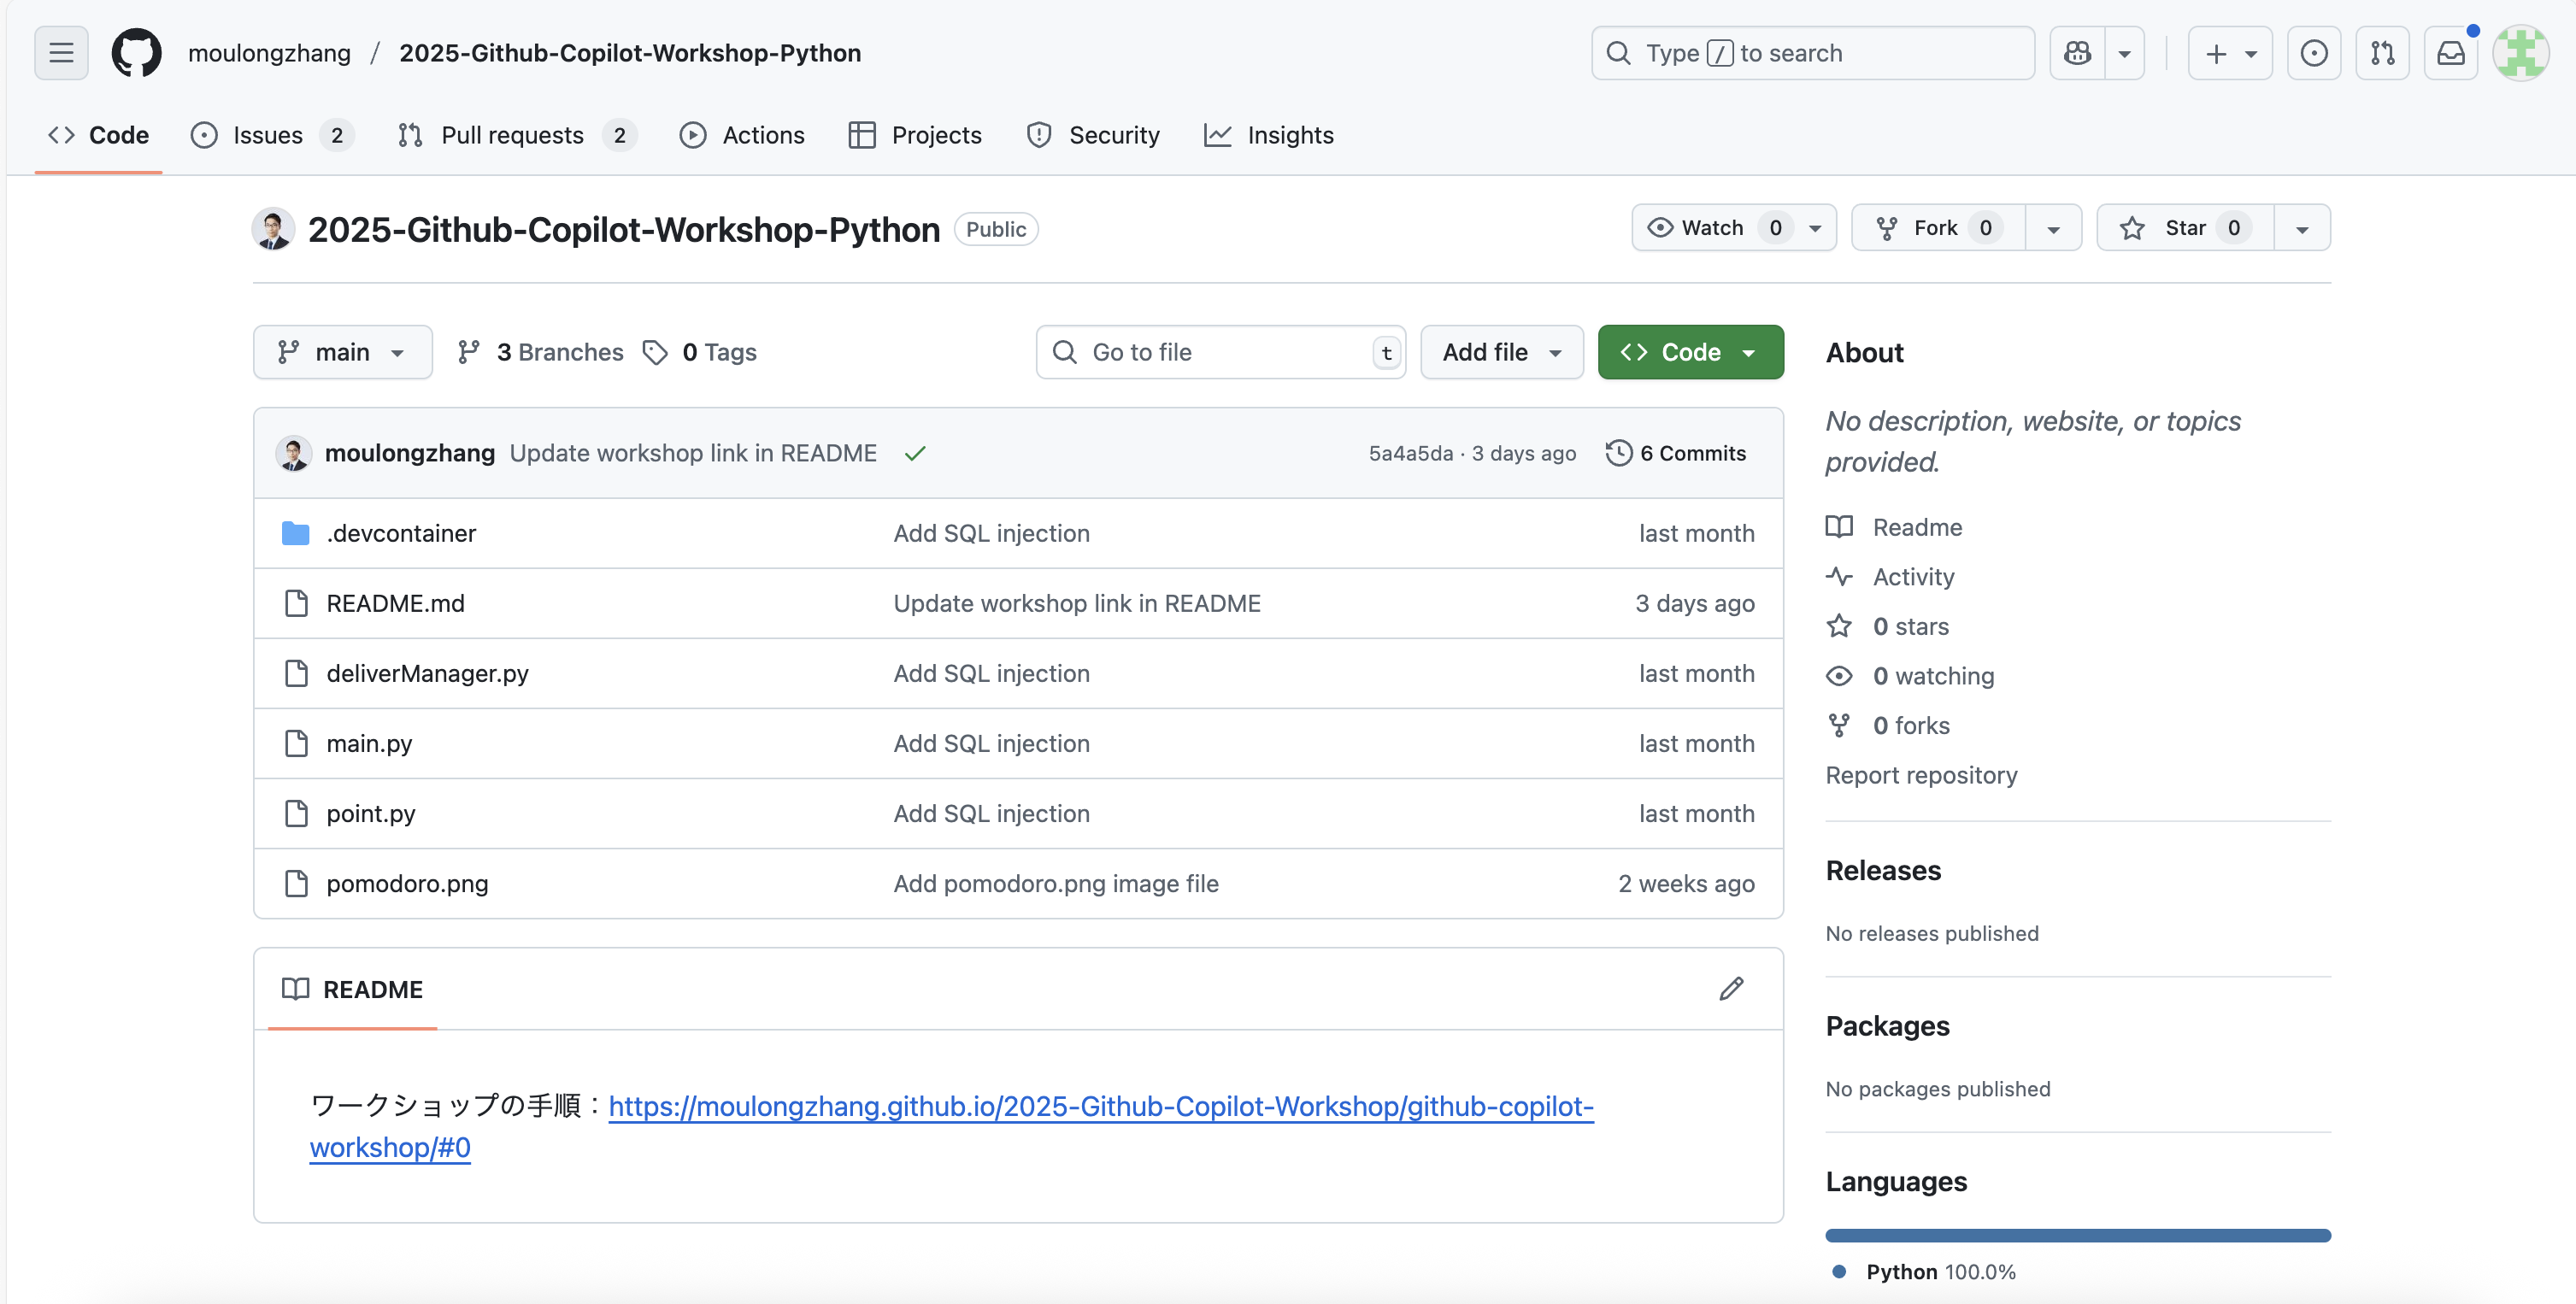 moulongzhang / 2025-Github-Copilot-Workshop-Python
Type / to search
Code
Issues 2
Pull requests 2
Actions
Projects
Security
Insights
2025-Github-Copilot-Workshop-Python Public
Watch 0
Fork 0
Star 0
main
3 Branches
0 Tags
Go to file t
Add file
Code
moulongzhang Update workshop link in README 5a4a5da · 3 days ago 6 Commits
.devcontainer Add SQL injection last month
README.md Update workshop link in README 3 days ago
deliverManager.py Add SQL injection last month
main.py Add SQL injection last month
point.py Add SQL injection last month
pomodoro.png Add pomodoro.png image file 2 weeks ago
README
ワークショップの手順：https://moulongzhang.github.io/2025-Github-Copilot-Workshop/github-copilot-
workshop/#0
About
No description, website, or topics
provided.
Readme
Activity
0 stars
0 watching
0 forks
Report repository
Releases
No releases published
Packages
No packages published
Languages
Python 100.0%